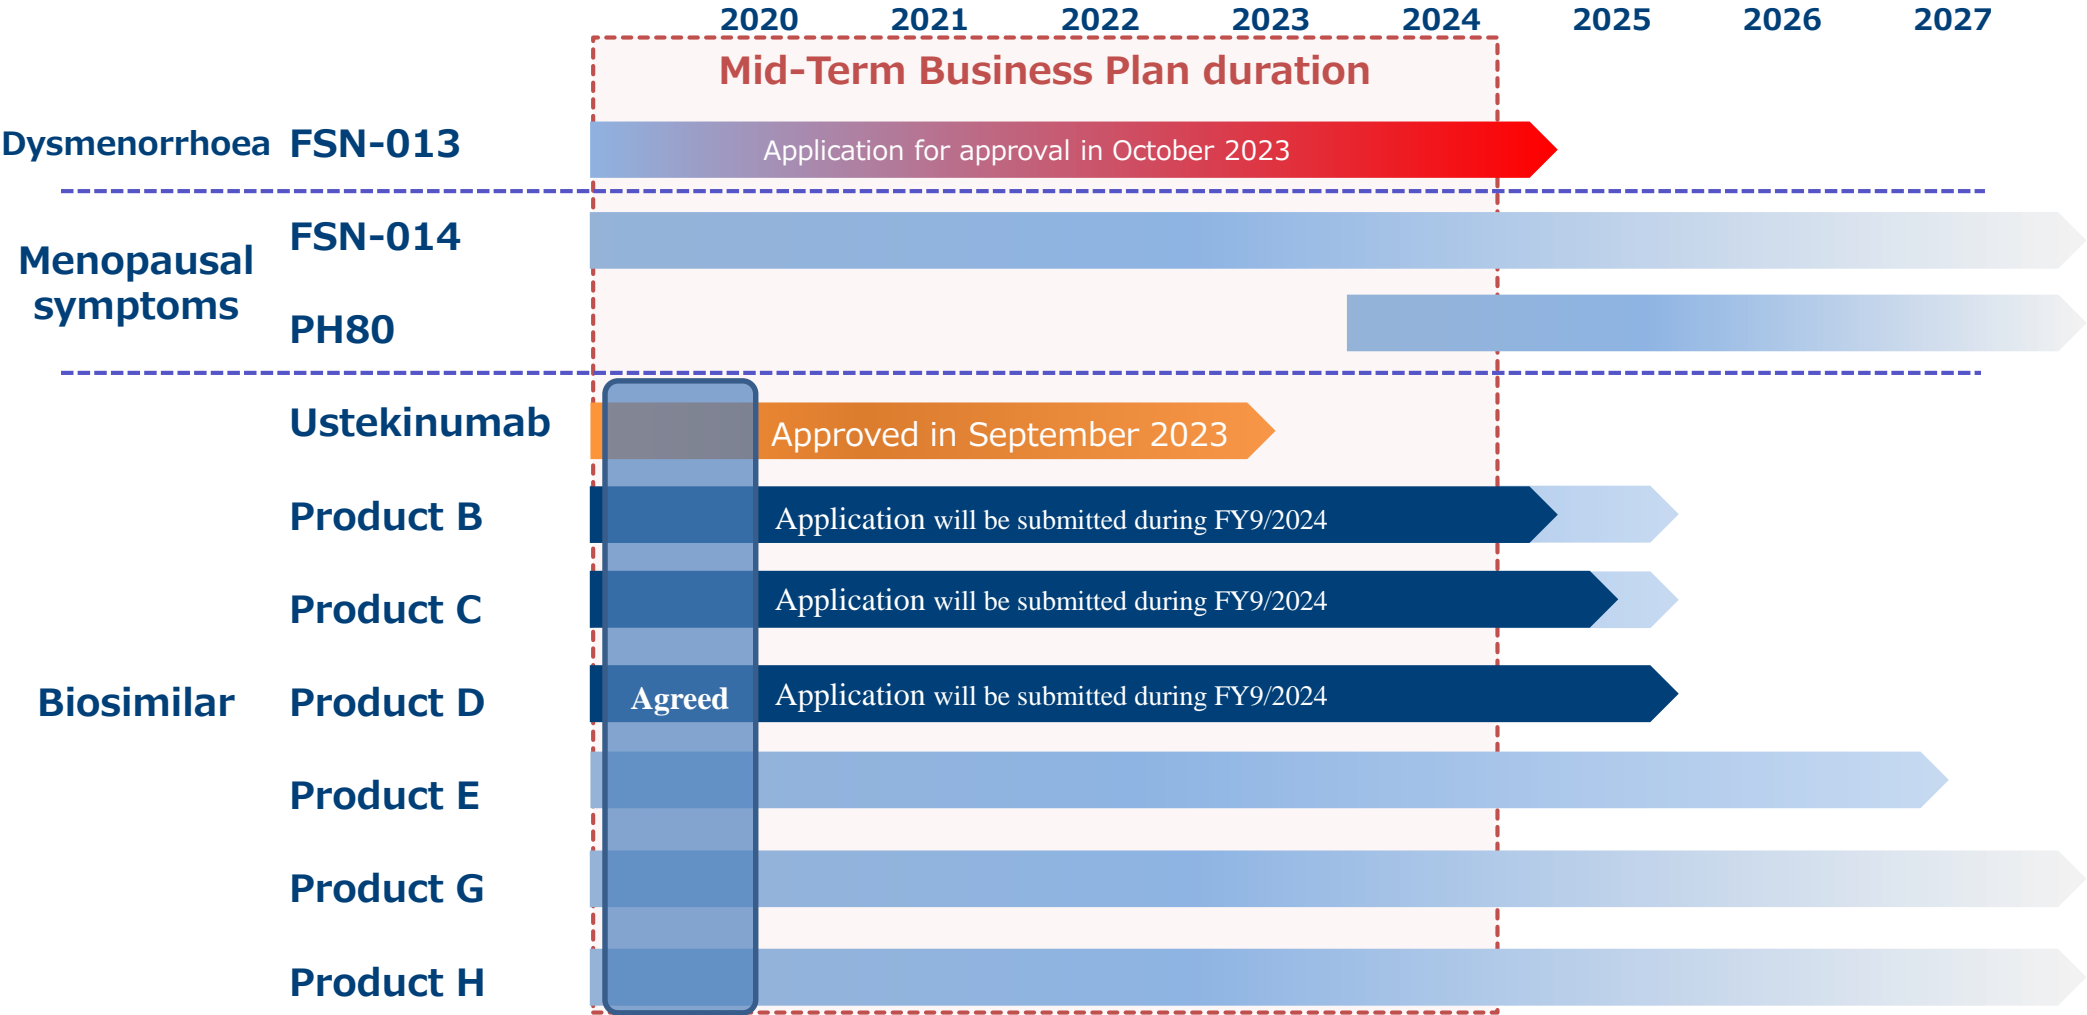 2020 2021 2022 2023 2024 2025 2026 2027
Mid-Term Business Plan duration
Dysmenorrhoea FSN-013 Application for approval in October 2023
FSN-014
Menopausal
symptoms
PH80
Ustekinumab Approved in September 2023
Product B Application will be submitted during FY9/2024
Product C Application will be submitted during FY9/2024
Biosimilar Product D Agreed Application will be submitted during FY9/2024
Product E
Product G
Product H